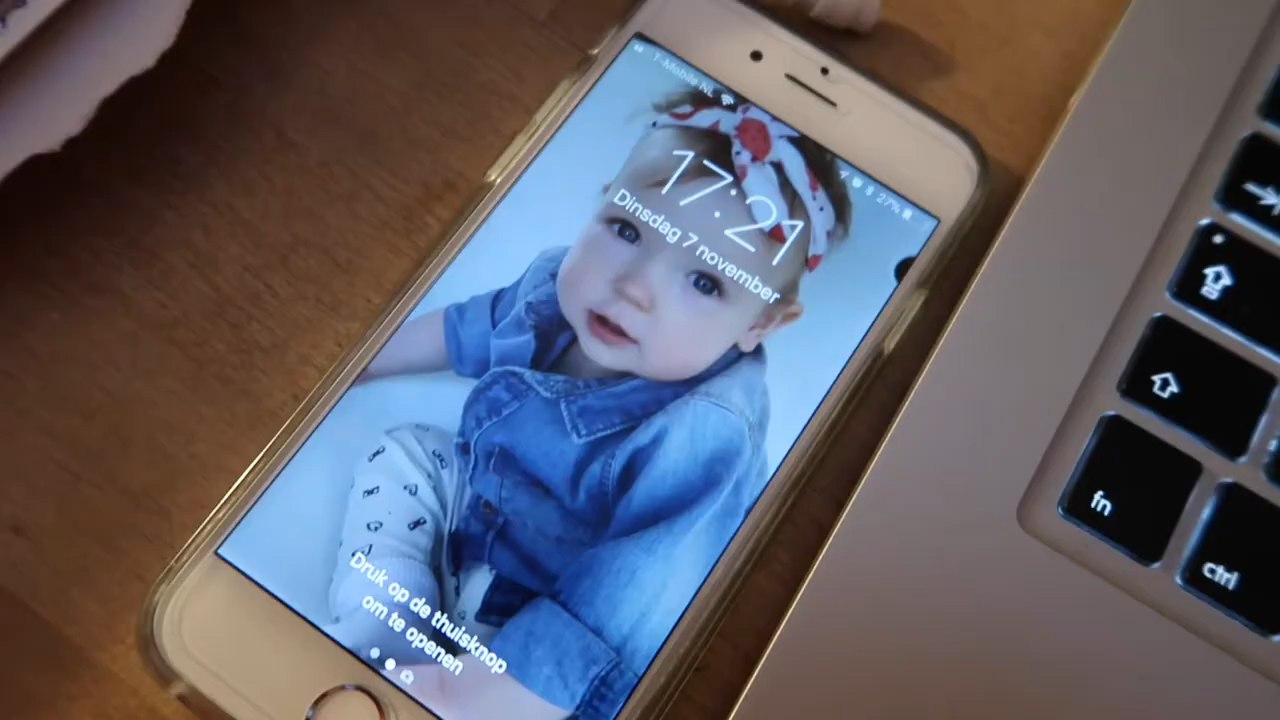 T-Mobile NL 27%
17:21
Dinsdag 7 november
Druk op de thuisknop
om te openen
fn
ctrl